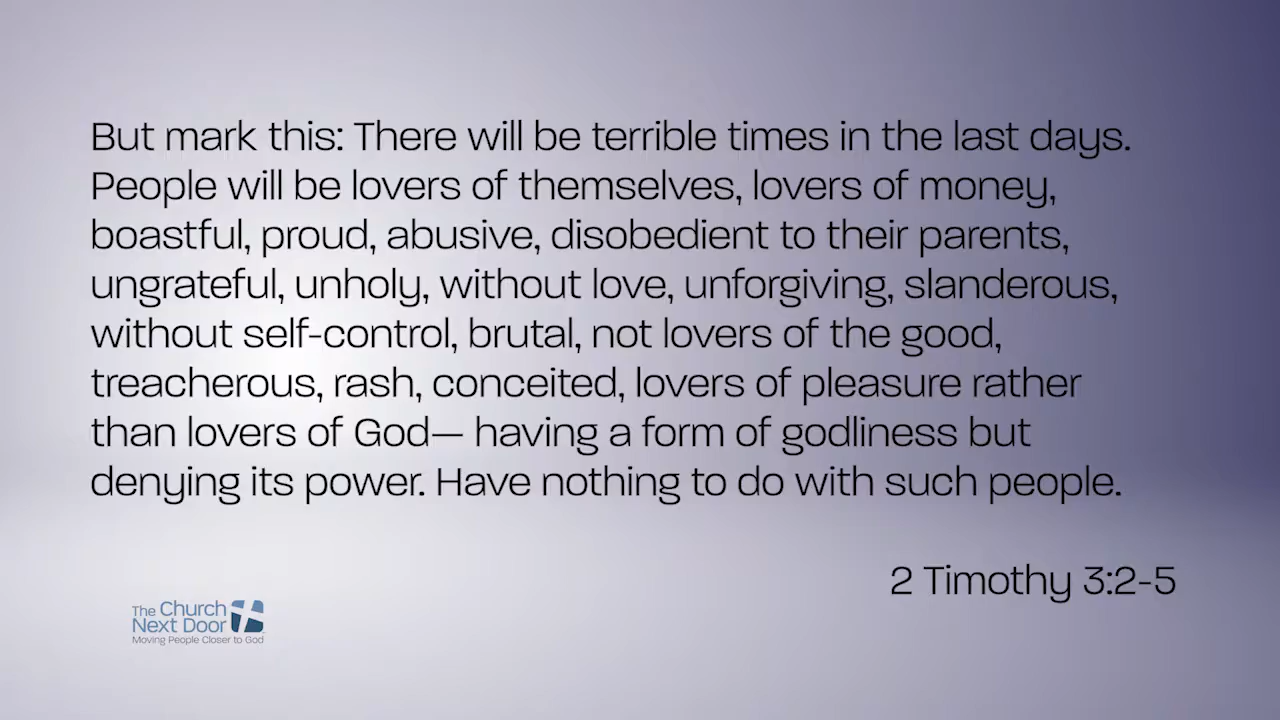 But mark this: There will be terrible times in the last days.
People will be lovers of themselves, lovers of money,
boastful, proud, abusive, disobedient to their parents,
ungrateful, unholy, without love, unforgiving, slanderous,
without self-control, brutal, not lovers of the good,
treacherous, rash, conceited, lovers of pleasure rather
than lovers of God— having a form of godliness but
denying its power. Have nothing to do with such people.
2 Timothy 3:2-5
The Church
Next Door
Moving People Closer to God